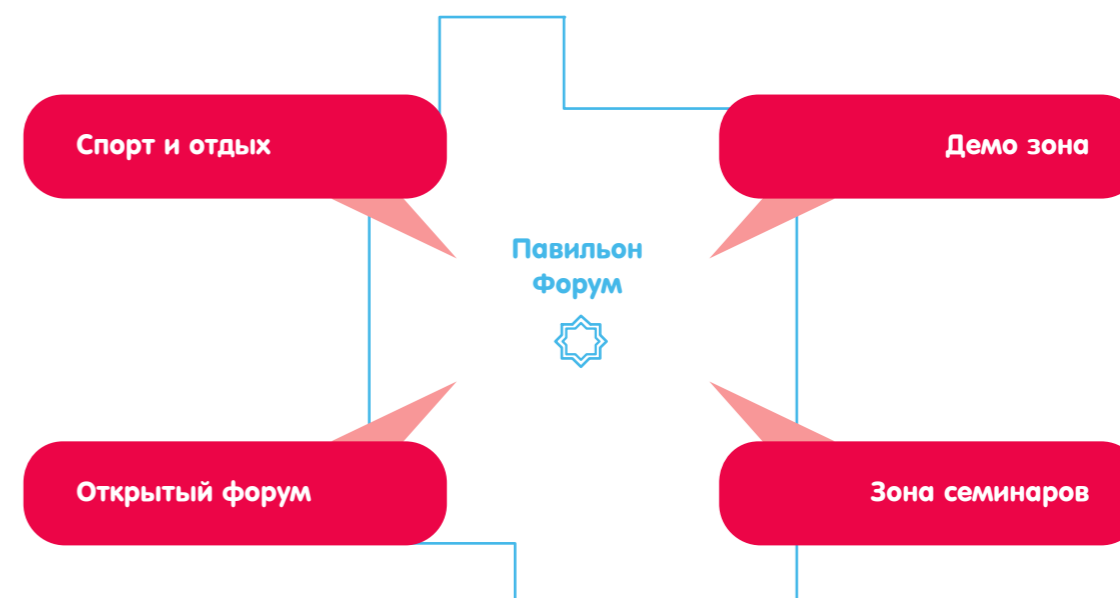 Спорт и отдых
Демо зона
Павильон
Форум
Открытый форум
Зона семинаров